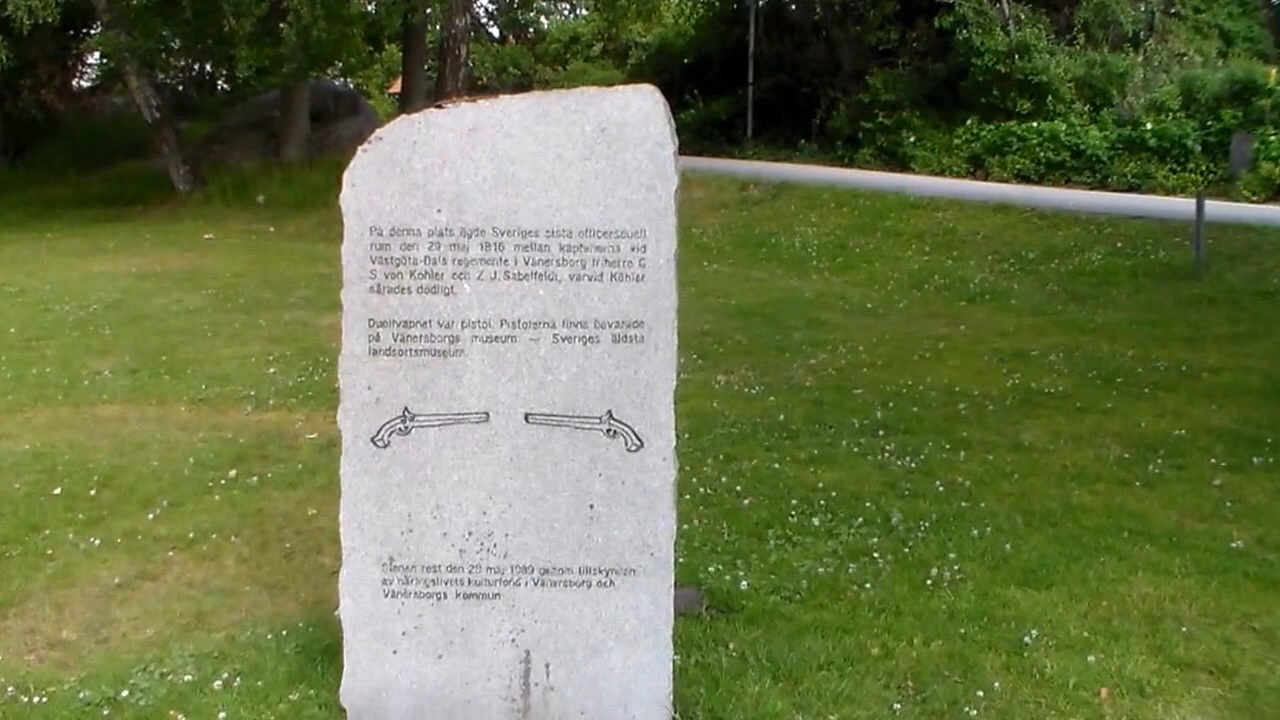 På denna plats ägde Sveriges sista officersduell
rum den 29 maj 1816 mellan kaptenerna vid
Västgöta-Dals regemente i Vänersborg friherre C
S von Köhler och Z. J. Sabelfeldt, varvid Köhler
sårades dödligt.
Duellvapnet var pistol. Pistolerna finns bevarade
på Vänersborgs museum — Sveriges äldsta
landsortsmuseum.
Stenen rest den 29 maj 1989 genom tillskyndan
av näringslivets kulturfond i Vänersborg och
Vänersborgs kommun